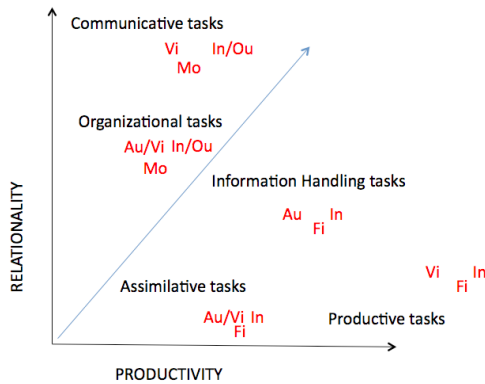 Communicative tasks
Vi In/Ou
Mo
Organizational tasks
Au/Vi In/Ou
Mo
Information Handling tasks
Au In
Fi
Vi In
Fi
Assimilative tasks
Au/Vi In
Fi
Productive tasks
RELATIONALITY
PRODUCTIVITY